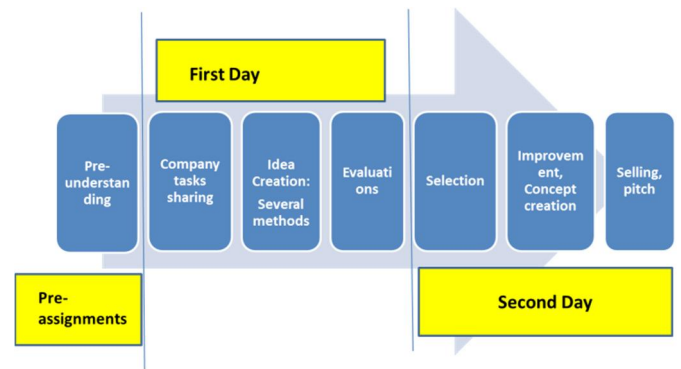 First Day
Pre-
understan
ding
Company
tasks
sharing
Idea
Creation:
Several
methods
Evaluati
ons
Selection
Improvem
ent,
Concept
creation
Selling,
pitch
Pre-
assignments
Second Day